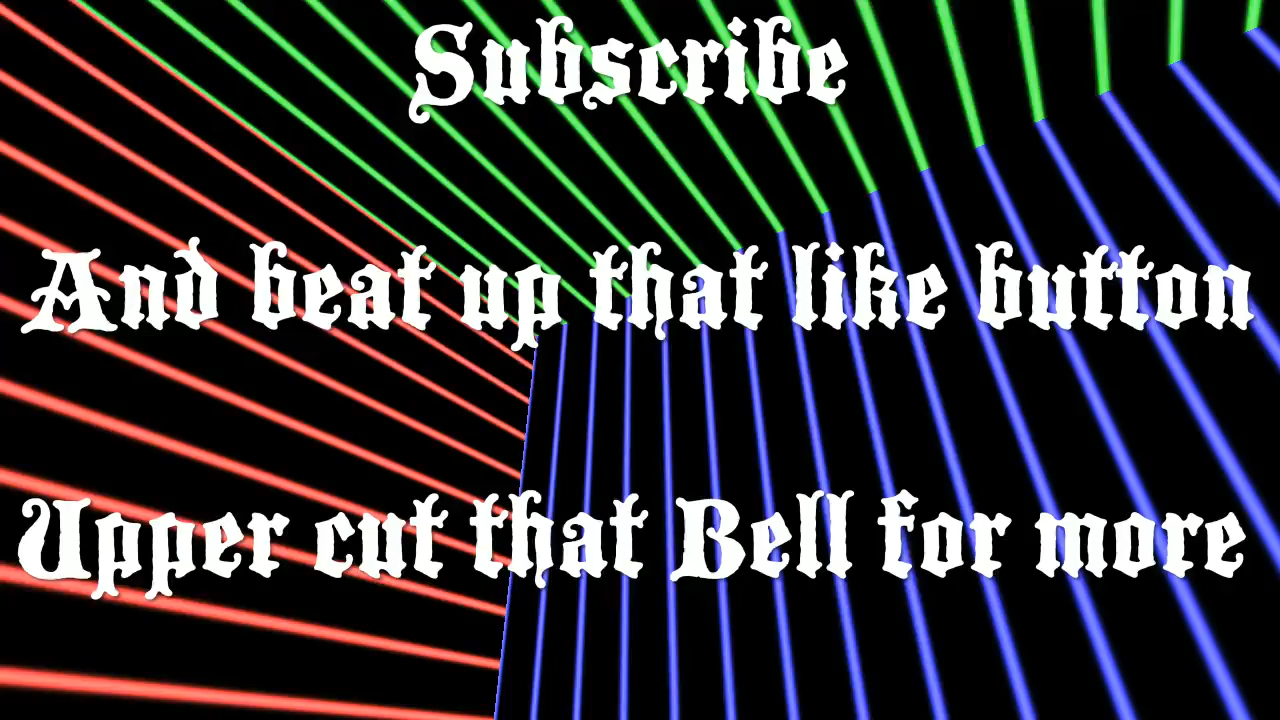 Subscribe
And beat up that like button
Upper cut that Bell for more